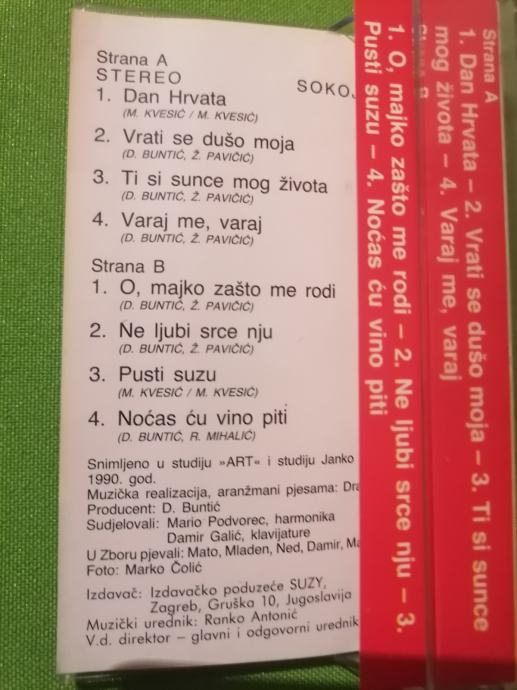 Strana A
STEREO
SOKOJ
1. Dan Hrvata
(M. KVESIĆ / M. KVESIĆ)
2. Vrati se dušo moja
(D. BUNTIĆ, Ž. PAVIČIĆ)
3. Ti si sunce mog života
(D. BUNTIĆ, Ž. PAVIČIĆ)
4. Varaj me, varaj
(D. BUNTIĆ, Ž. PAVIČIĆ)
Strana B
1. O, majko zašto me rodi
(D. BUNTIĆ, Ž. PAVIČIĆ)
2. Ne ljubi srce nju
(D. BUNTIĆ, Ž. PAVIČIĆ)
3. Pusti suzu
(M. KVESIĆ / M. KVESIĆ)
4. Noćas ću vino piti
(D. BUNTIĆ, R. MIHALIĆ)
Snimljeno u studiju »ART« i studiju Janko
1990. god.
Muzička realizacija, aranžmani pjesama:
Producent: D. Buntić
Sudjelovali: Mario Podvorec, harmonika
Damir Galić, klavijature
U Zboru pjevali: Mato, Mladen, Ned, Damir,
Foto: Marko Čolić
Izdavač: Izdavačko poduzeće SUZY,
Zagreb, Gruška 10, Jugoslavija
Muzički urednik: Ranko Antonić
V.d. direktor – glavni i odgovorni urednik
Strana A
1. Dan Hrvata – 2. Vrati se dušo moja – 3. Ti si sunce
mog života – 4. Varaj me, varaj
1. O, majko zašto me rodi – 2. Ne ljubi srce nju – 3.
Pusti suzu – 4. Noćas ću vino piti